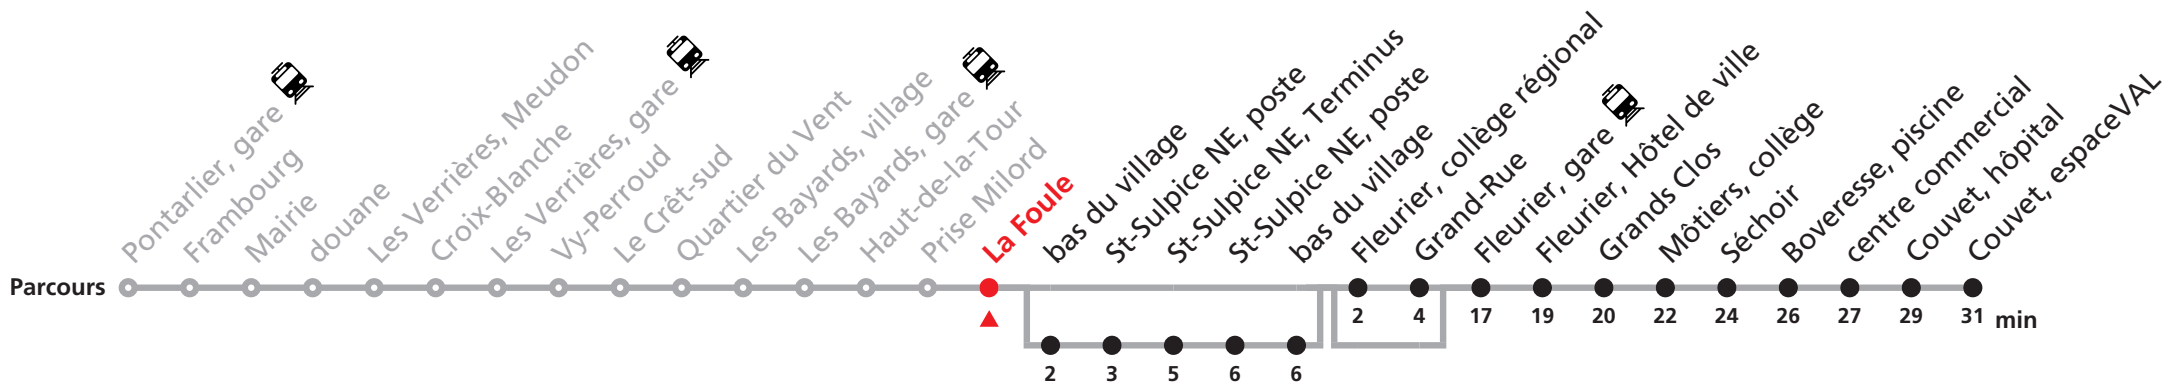 Pontarlier, gare
Frambourg
Mairie
douane
Les Verrières, Meudon
Croix-Blanche
Les Verrières, gare
Vy-Perroud
Le Crêt-sud
Quartier du Vent
Les Bayards, village
Les Bayards, gare
Haut-de-la-Tour
Prise Milord
La Foule
bas du village
St-Sulpice NE, poste
St-Sulpice NE, Terminus
St-Sulpice NE, poste
bas du village
Fleurier, collège régional
Grand-Rue
Fleurier, gare
Fleurier, Hôtel de ville
Grands Clos
Môtiers, collège
Séchoir
Boveresse, piscine
centre commercial
Couvet, hôpital
Couvet, espaceVAL
Parcours
2 4 17 19 20 22 24 26 27 29 31 min
2 3 5 6 6